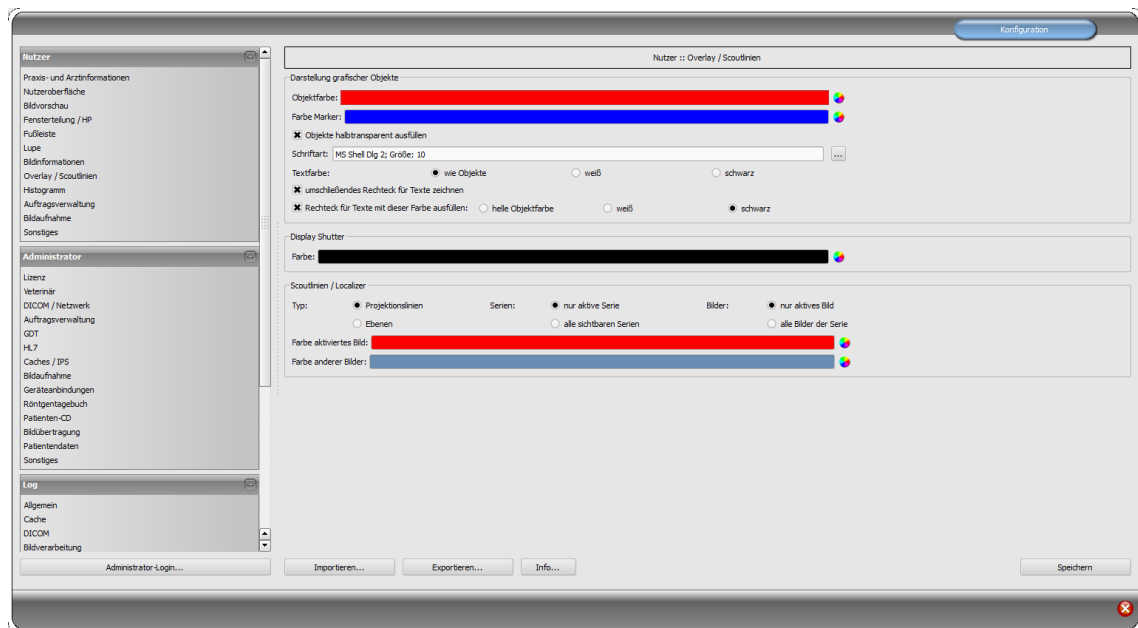 Konfiguration
Nutzer
Praxis- und Arztinformationen
Nutzeroberfläche
Bildvorschau
Fensterteilung / HP
Fußleiste
Lupe
Bildinformationen
Overlay / Scoutlinien
Histogramm
Auftragsverwaltung
Bildaufnahme
Sonstiges
Administrator
Lizenz
Veterinär
DICOM / Netzwerk
Auftragsverwaltung
GDT
HL7
Caches / IPS
Bildaufnahme
Geräteanbindungen
Röntgentagebuch
Patienten-CD
Bildübertragung
Patientendaten
Sonstiges
Log
Allgemein
Cache
DICOM
Bildverarbeitung
Administrator-Login...
Nutzer :: Overlay / Scoutlinien
Darstellung grafischer Objekte
Objektfarbe:
Farbe Marker:
Objekte halbtransparent ausfüllen
Schriftart: MS Shell Dlg 2; Größe: 10 ...
Textfarbe: wie Objekte weiß schwarz
umschließendes Rechteck für Texte zeichnen
Rechteck für Texte mit dieser Farbe ausfüllen: helle Objektfarbe weiß schwarz
Display Shutter
Farbe:
Scoutlinien / Localizer
Typ: Projektionslinien Serien: nur aktive Serie Bilder: nur aktives Bild
Ebenen alle sichtbaren Serien alle Bilder der Serie
Farbe aktiviertes Bild:
Farbe anderer Bilder:
Importieren... Exportieren... Info... Speichern